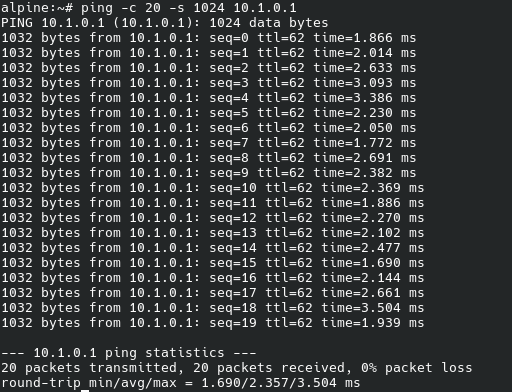 alpine:~# ping -c 20 -s 1024 10.1.0.1
PING 10.1.0.1 (10.1.0.1): 1024 data bytes
1032 bytes from 10.1.0.1: seq=0 ttl=62 time=1.866 ms
1032 bytes from 10.1.0.1: seq=1 ttl=62 time=2.014 ms
1032 bytes from 10.1.0.1: seq=2 ttl=62 time=2.633 ms
1032 bytes from 10.1.0.1: seq=3 ttl=62 time=3.093 ms
1032 bytes from 10.1.0.1: seq=4 ttl=62 time=3.386 ms
1032 bytes from 10.1.0.1: seq=5 ttl=62 time=2.230 ms
1032 bytes from 10.1.0.1: seq=6 ttl=62 time=2.050 ms
1032 bytes from 10.1.0.1: seq=7 ttl=62 time=1.772 ms
1032 bytes from 10.1.0.1: seq=8 ttl=62 time=2.691 ms
1032 bytes from 10.1.0.1: seq=9 ttl=62 time=2.382 ms
1032 bytes from 10.1.0.1: seq=10 ttl=62 time=2.369 ms
1032 bytes from 10.1.0.1: seq=11 ttl=62 time=1.886 ms
1032 bytes from 10.1.0.1: seq=12 ttl=62 time=2.270 ms
1032 bytes from 10.1.0.1: seq=13 ttl=62 time=2.102 ms
1032 bytes from 10.1.0.1: seq=14 ttl=62 time=2.477 ms
1032 bytes from 10.1.0.1: seq=15 ttl=62 time=1.690 ms
1032 bytes from 10.1.0.1: seq=16 ttl=62 time=2.144 ms
1032 bytes from 10.1.0.1: seq=17 ttl=62 time=2.661 ms
1032 bytes from 10.1.0.1: seq=18 ttl=62 time=3.504 ms
1032 bytes from 10.1.0.1: seq=19 ttl=62 time=1.939 ms
--- 10.1.0.1 ping statistics ---
20 packets transmitted, 20 packets received, 0% packet loss
round-trip min/avg/max = 1.690/2.357/3.504 ms